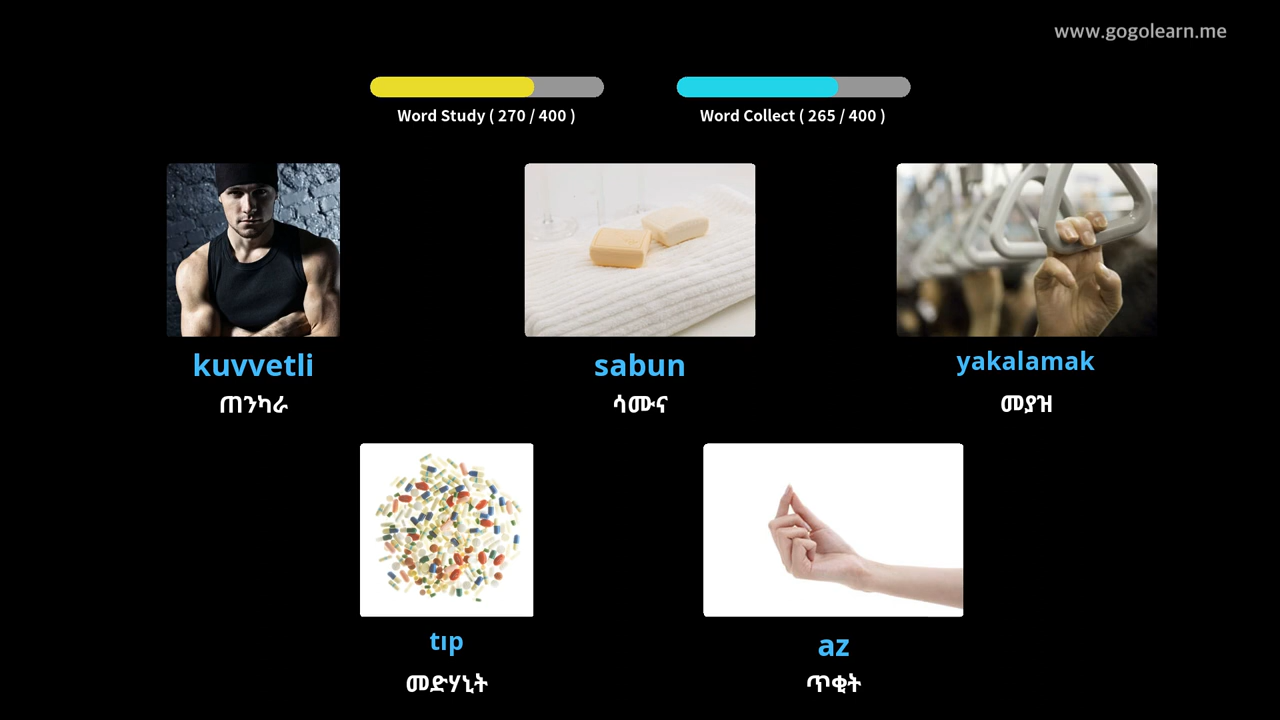 www.gogolearn.me
Word Study ( 270 / 400 )
Word Collect ( 265 / 400 )
kuvvetli
ጠንካራ
sabun
ሳሙና
yakalamak
መያዝ
tıp
መድሃኒት
az
ጥቂት